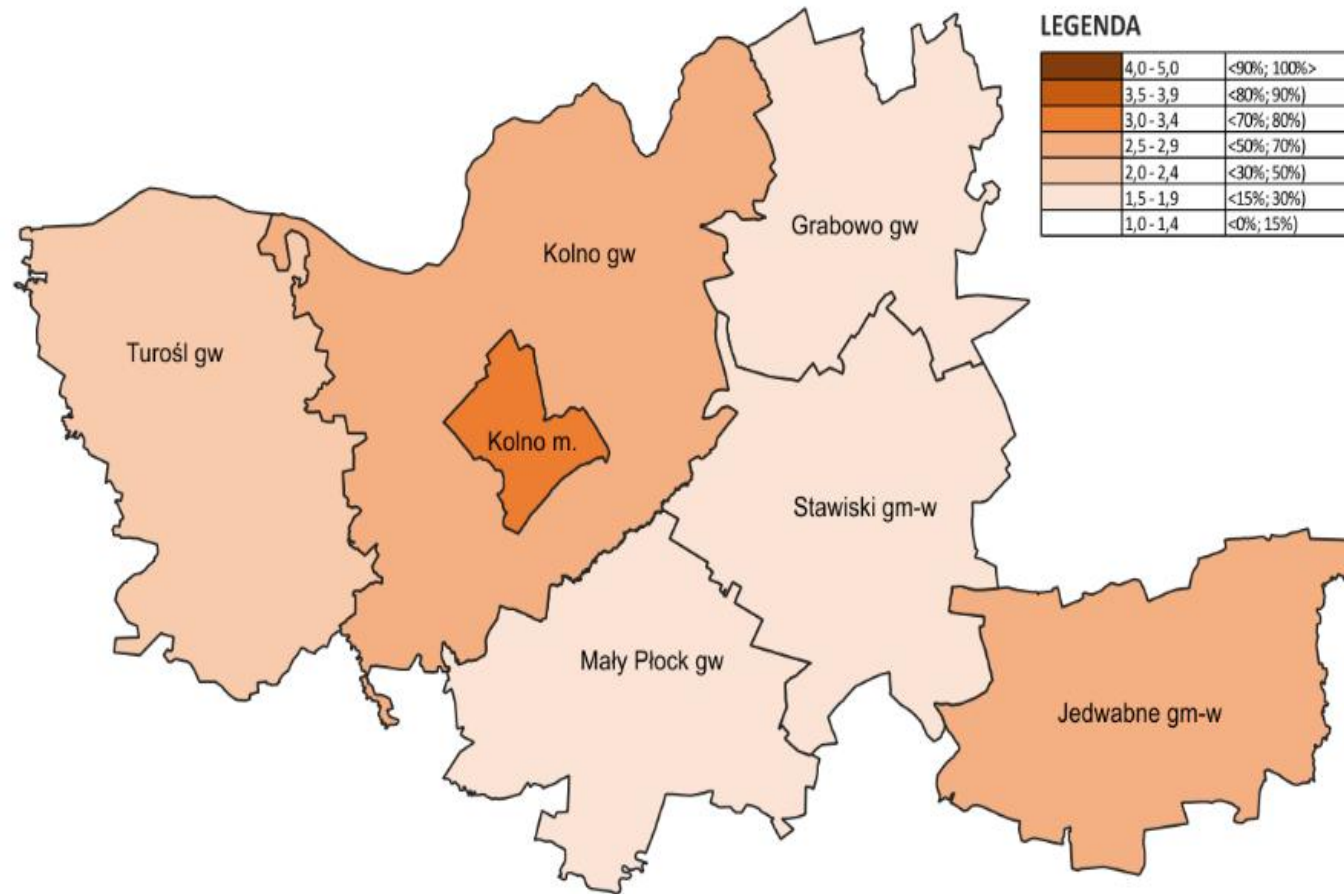 LEGENDA
4,0 - 5,0 <90%; 100%>
3,5 - 3,9 <80%; 90%)
3,0 - 3,4 <70%; 80%)
2,5 - 2,9 <50%; 70%)
2,0 - 2,4 <30%; 50%)
1,5 - 1,9 <15%; 30%)
1,0 - 1,4 <0%; 15%)
Grabowo gw
Kolno gw
Turośl gw
Kolno m.
Stawiski gm-w
Mały Płock gw
Jedwabne gm-w